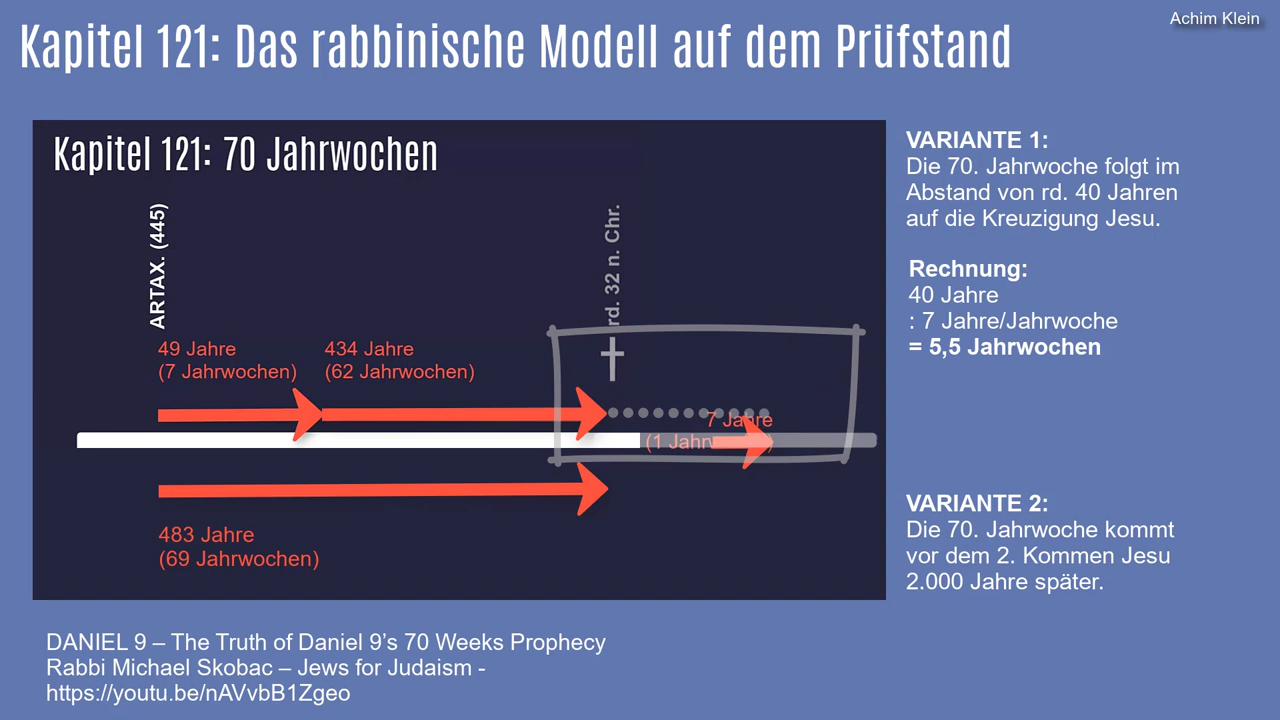 Achim Klein
Kapitel 121: Das rabbinische Modell auf dem Prüfstand
Kapitel 121: 70 Jahrwochen
ARTAX. (445)
rd. 32 n. Chr.
49 Jahre
(7 Jahrwochen)
434 Jahre
(62 Jahrwochen)
7 Jahre
(1 Jahrw
483 Jahre
(69 Jahrwochen)
VARIANTE 1:
Die 70. Jahrwoche folgt im
Abstand von rd. 40 Jahren
auf die Kreuzigung Jesu.
Rechnung:
40 Jahre
: 7 Jahre/Jahrwoche
= 5,5 Jahrwochen
VARIANTE 2:
Die 70. Jahrwoche kommt
vor dem 2. Kommen Jesu
2.000 Jahre später.
DANIEL 9 – The Truth of Daniel 9’s 70 Weeks Prophecy
Rabbi Michael Skobac – Jews for Judaism -
https://youtu.be/nAVvbB1Zgeo